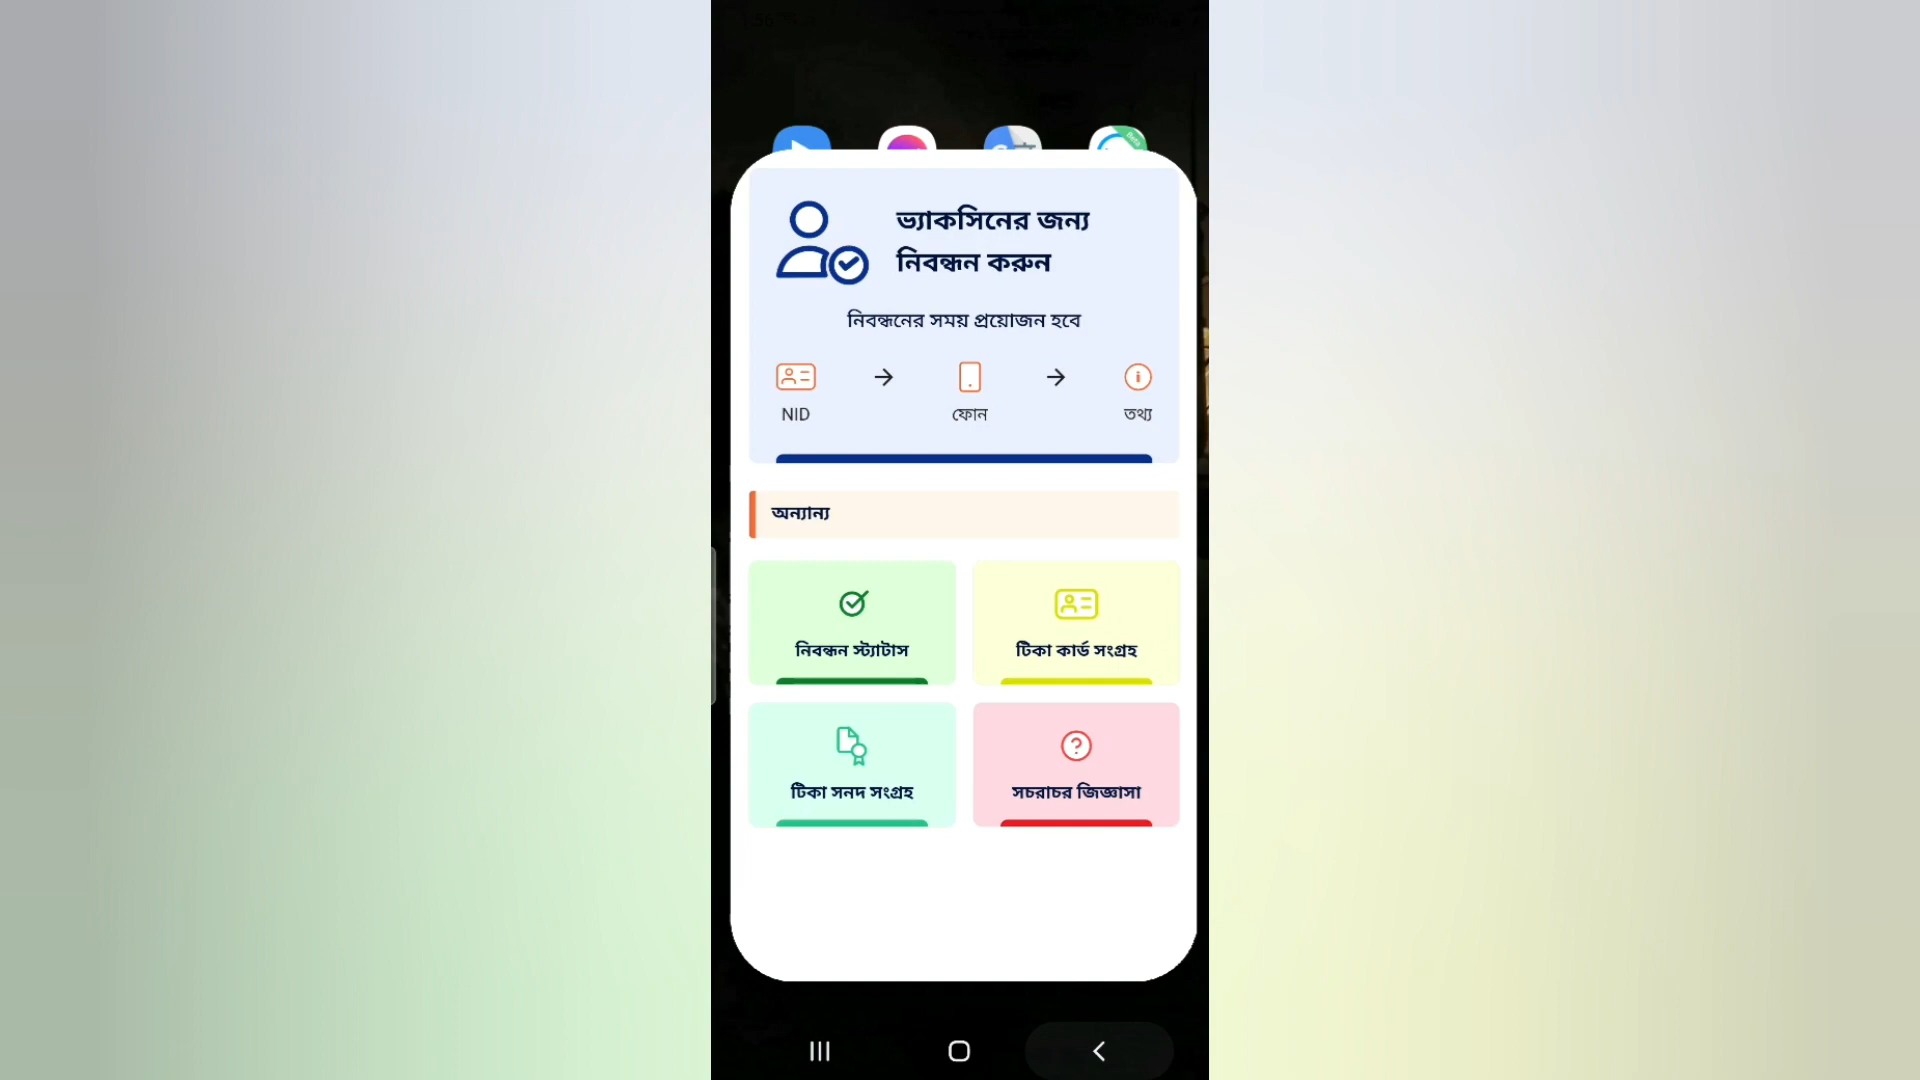 ভ্যাকসিনের জন্য
নিবন্ধন করুন
নিবন্ধনের সময় প্রয়োজন হবে
NID
ফোন
তথ্য
অন্যান্য
নিবন্ধন স্ট্যাটাস
টিকা কার্ড সংগ্রহ
টিকা সনদ সংগ্রহ
সচরাচর জিজ্ঞাসা